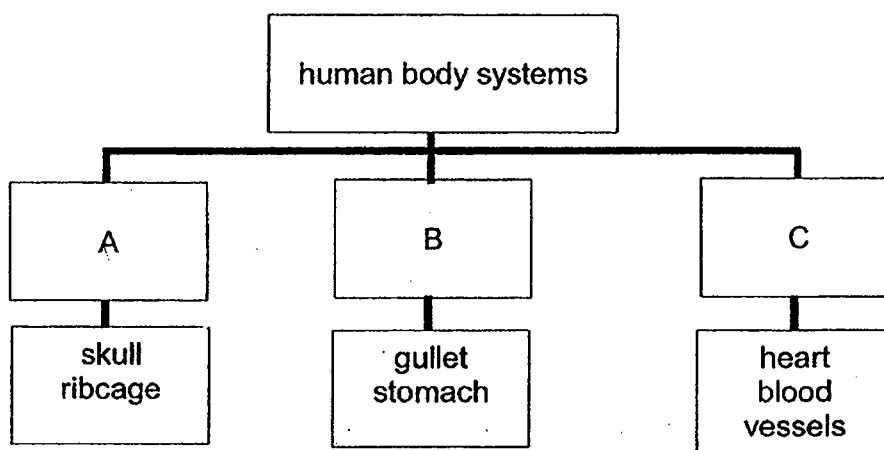 human body systems
A
B
C
skull
ribcage
gullet
stomach
heart
blood
vessels